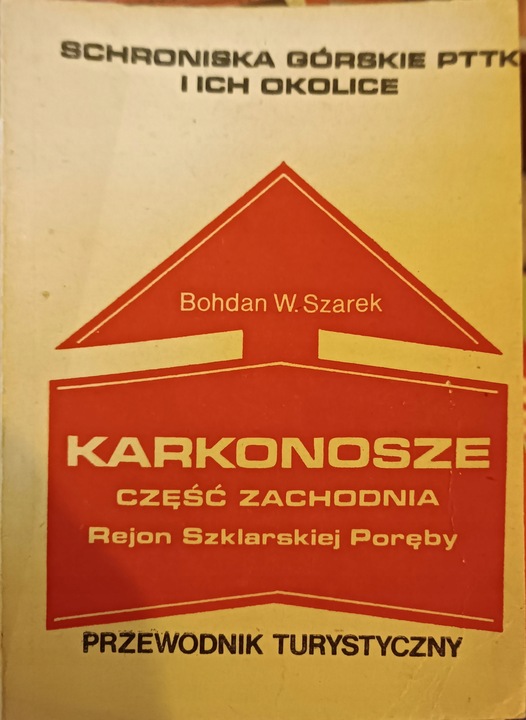 SCHRONISKA GÓRSKIE PTTK
I ICH OKOLICE
Bohdan W. Szarek
KARKONOSZE
CZĘŚĆ ZACHODNIA
Rejon Szklarskiej Poręby
PRZEWODNIK TURYSTYCZNY